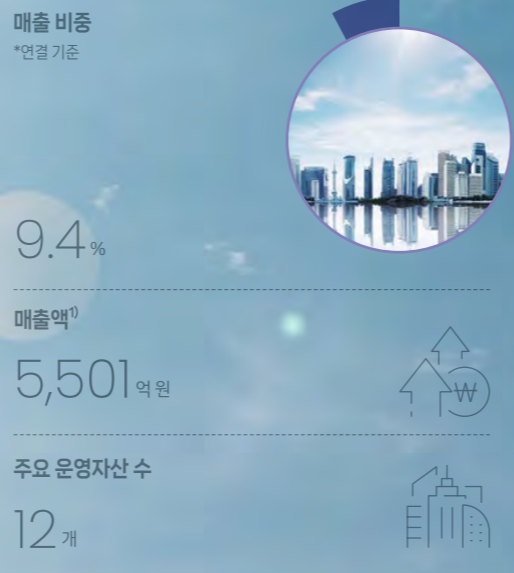 매출 비중
*연결 기준
9.4%
매출액¹⁾
5,501억 원
₩
주요 운영자산 수
12개